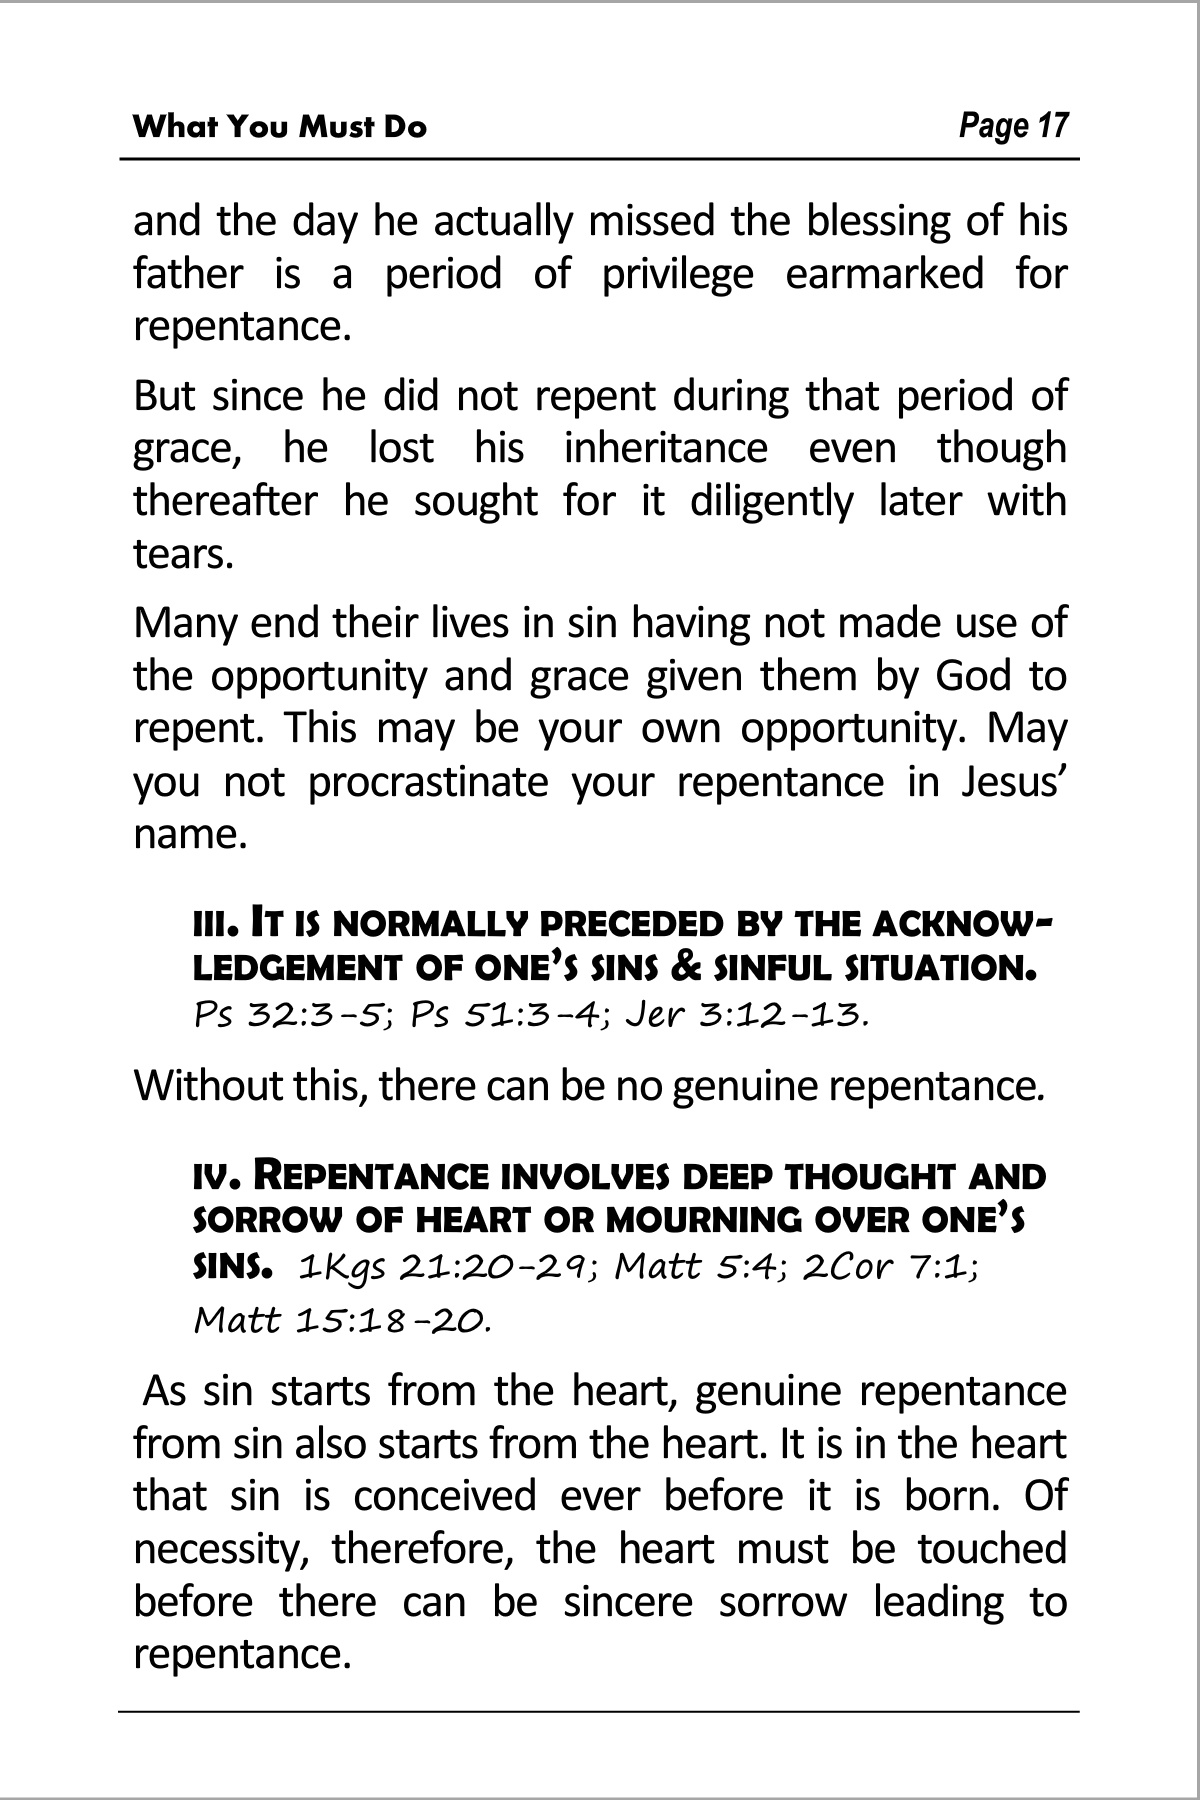 What You Must Do Page 17
and the day he actually missed the blessing of his
father is a period of privilege earmarked for
repentance.
But since he did not repent during that period of
grace, he lost his inheritance even though
thereafter he sought for it diligently later with
tears.
Many end their lives in sin having not made use of
the opportunity and grace given them by God to
repent. This may be your own opportunity. May
you not procrastinate your repentance in Jesus’
name.
III. IT IS NORMALLY PRECEDED BY THE ACKNOW-
LEDGEMENT OF ONE’S SINS & SINFUL SITUATION.
Ps 32:3-5; Ps 51:3-4; Jer 3:12-13.
Without this, there can be no genuine repentance.
IV. REPENTANCE INVOLVES DEEP THOUGHT AND
SORROW OF HEART OR MOURNING OVER ONE’S
SINS. 1Kgs 21:20-29; Matt 5:4; 2Cor 7:1;
Matt 15:18-20.
As sin starts from the heart, genuine repentance
from sin also starts from the heart. It is in the heart
that sin is conceived ever before it is born. Of
necessity, therefore, the heart must be touched
before there can be sincere sorrow leading to
repentance.